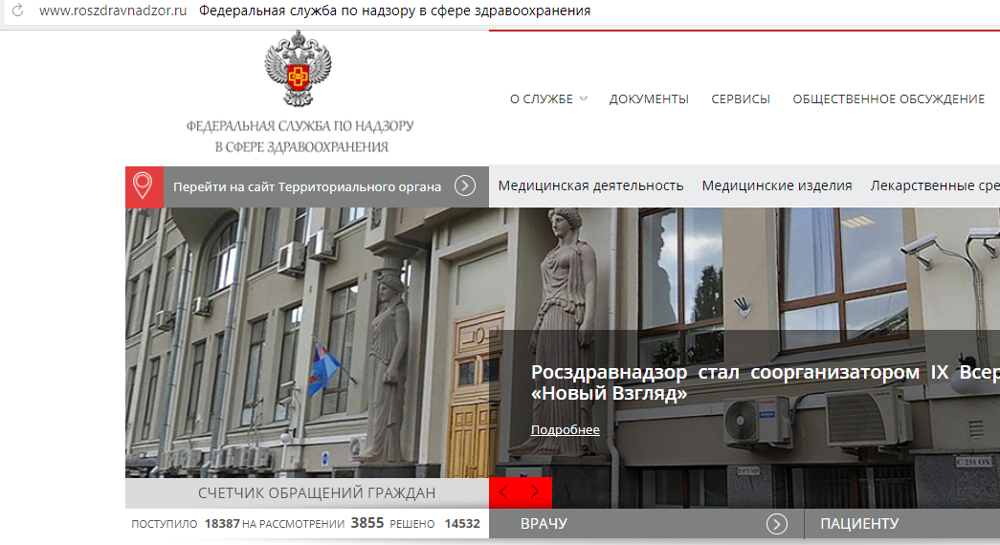 www.roszdravnadzor.ru Федеральная служба по надзору в сфере здравоохранения
ФЕДЕРАЛЬНАЯ СЛУЖБА ПО НАДЗОРУ
В СФЕРЕ ЗДРАВООХРАНЕНИЯ
О СЛУЖБЕ ДОКУМЕНТЫ СЕРВИСЫ ОБЩЕСТВЕННОЕ ОБСУЖДЕНИЕ
Перейти на сайт Территориального органа
Медицинская деятельность Медицинские изделия Лекарственные сре
Росздравнадзор стал соорганизатором IX Всер
«Новый Взгляд»
Подробнее
С 251 ОХ
СЧЕТЧИК ОБРАЩЕНИЙ ГРАЖДАН
ПОСТУПИЛО 18387 НА РАССМОТРЕНИИ 3855 РЕШЕНО 14532
ВРАЧУ
ПАЦИЕНТУ